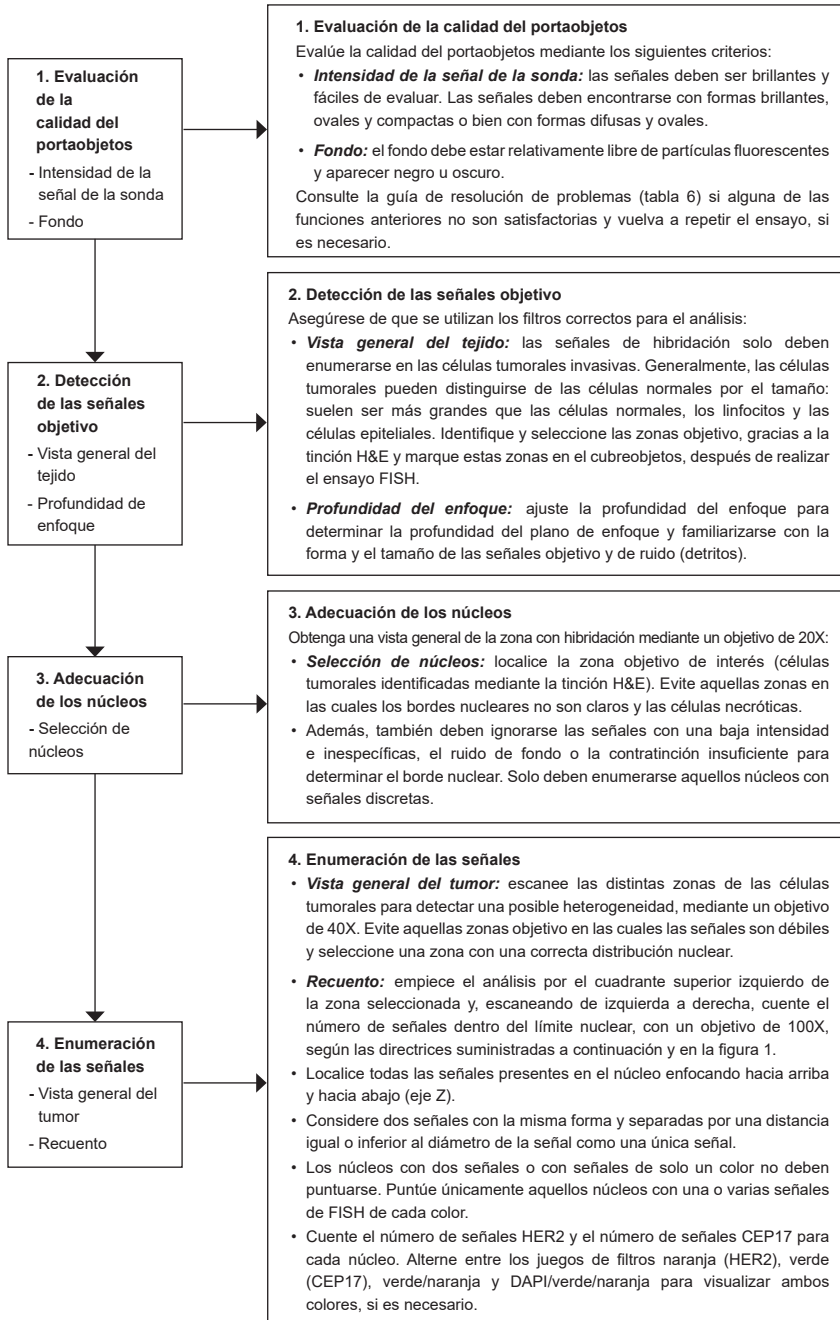 1. Evaluación
de la
calidad del
portaobjetos
- Intensidad de la
señal de la sonda
- Fondo
1. Evaluación de la calidad del portaobjetos
Evalúe la calidad del portaobjetos mediante los siguientes criterios:
• Intensidad de la señal de la sonda: las señales deben ser brillantes y
fáciles de evaluar. Las señales deben encontrarse con formas brillantes,
ovales y compactas o bien con formas difusas y ovales.
• Fondo: el fondo debe estar relativamente libre de partículas fluorescentes
y aparecer negro u oscuro.
Consulte la guía de resolución de problemas (tabla 6) si alguna de las
funciones anteriores no son satisfactorias y vuelva a repetir el ensayo, si
es necesario.
2. Detección
de las señales
objetivo
- Vista general del
tejido
- Profundidad de
enfoque
2. Detección de las señales objetivo
Asegúrese de que se utilizan los filtros correctos para el análisis:
• Vista general del tejido: las señales de hibridación solo deben
enumerarse en las células tumorales invasivas. Generalmente, las células
tumorales pueden distinguirse de las células normales por el tamaño:
suelen ser más grandes que las células normales, los linfocitos y las
células epiteliales. Identifique y seleccione las zonas objetivo, gracias a la
tinción H&E y marque estas zonas en el cubreobjetos, después de realizar
el ensayo FISH.
• Profundidad del enfoque: ajuste la profundidad del enfoque para
determinar la profundidad del plano de enfoque y familiarizarse con la
forma y el tamaño de las señales objetivo y de ruido (detritos).
3. Adecuación
de los núcleos
- Selección de
núcleos
3. Adecuación de los núcleos
Obtenga una vista general de la zona con hibridación mediante un objetivo de 20X:
• Selección de núcleos: localice la zona objetivo de interés (células
tumorales identificadas mediante la tinción H&E). Evite aquellas zonas en
las cuales los bordes nucleares no son claros y las células necróticas.
• Además, también deben ignorarse las señales con una baja intensidad
e inespecíficas, el ruido de fondo o la contratinción insuficiente para
determinar el borde nuclear. Solo deben enumerarse aquellos núcleos con
señales discretas.
4. Enumeración
de las señales
- Vista general del
tumor
- Recuento
4. Enumeración de las señales
• Vista general del tumor: escanee las distintas zonas de las células
tumorales para detectar una posible heterogeneidad, mediante un objetivo
de 40X. Evite aquellas zonas objetivo en las cuales las señales son débiles
y seleccione una zona con una correcta distribución nuclear.
• Recuento: empiece el análisis por el cuadrante superior izquierdo de
la zona seleccionada y, escaneando de izquierda a derecha, cuente el
número de señales dentro del límite nuclear, con un objetivo de 100X,
según las directrices suministradas a continuación y en la figura 1.
• Localice todas las señales presentes en el núcleo enfocando hacia arriba
y hacia abajo (eje Z).
• Considere dos señales con la misma forma y separadas por una distancia
igual o inferior al diámetro de la señal como una única señal.
• Los núcleos con dos señales o con señales de solo un color no deben
puntuarse. Puntúe únicamente aquellos núcleos con una o varias señales
de FISH de cada color.
• Cuente el número de señales HER2 y el número de señales CEP17 para
cada núcleo. Alterne entre los juegos de filtros naranja (HER2), verde
(CEP17), verde/naranja y DAPI/verde/naranja para visualizar ambos
colores, si es necesario.